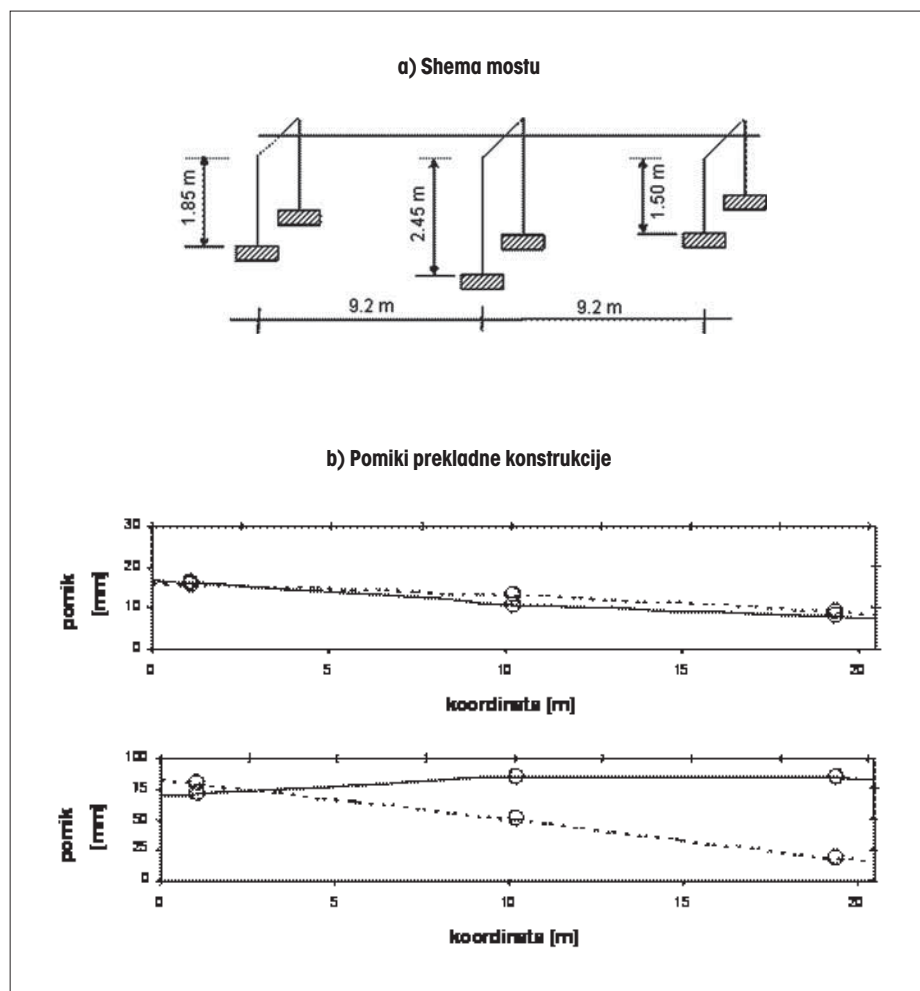 a) Shema mostu
1.85 m
2.45 m
1.50 m
9.2 m
9.2 m
b) Pomiki prekladne konstrukcije
30
20
10
0
pomik
[mm]
0
5
10
15
20
koordinata [m]
100
75
50
25
0
pomik
[mm]
0
5
10
15
20
koordinata [m]